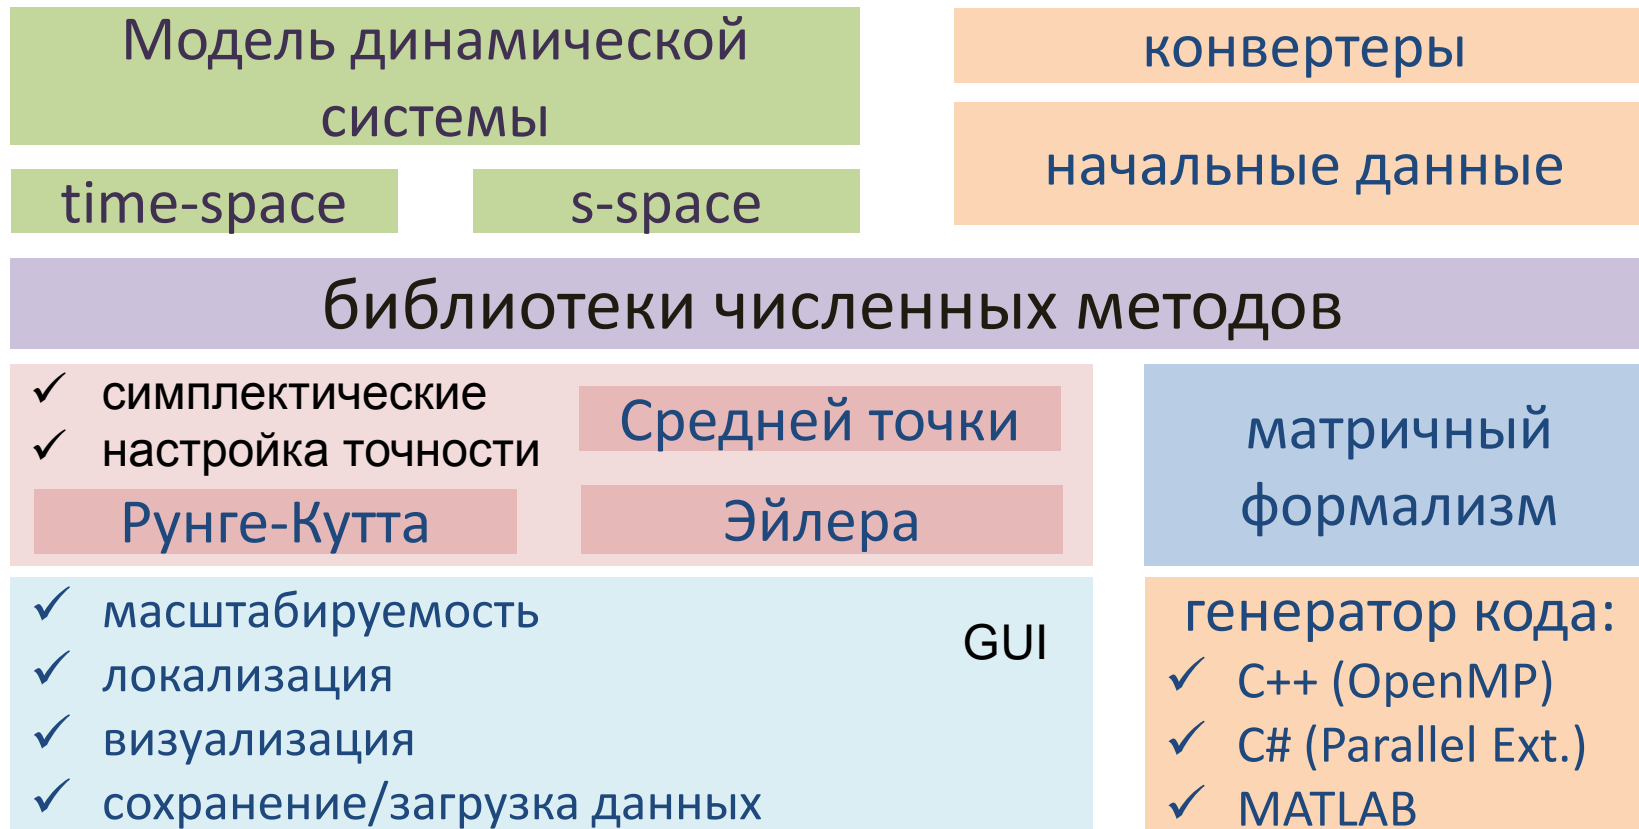 Модель динамической
системы
time-space
s-space
конвертеры
начальные данные
библиотеки численных методов
✓ симплектические
✓ настройка точности
Средней точки
Рунге-Кутта
Эйлера
матричный
формализм
✓ масштабируемость
✓ локализация
✓ визуализация
✓ сохранение/загрузка данных
GUI
генератор кода:
✓ C++ (OpenMP)
✓ C# (Parallel Ext.)
✓ MATLAB